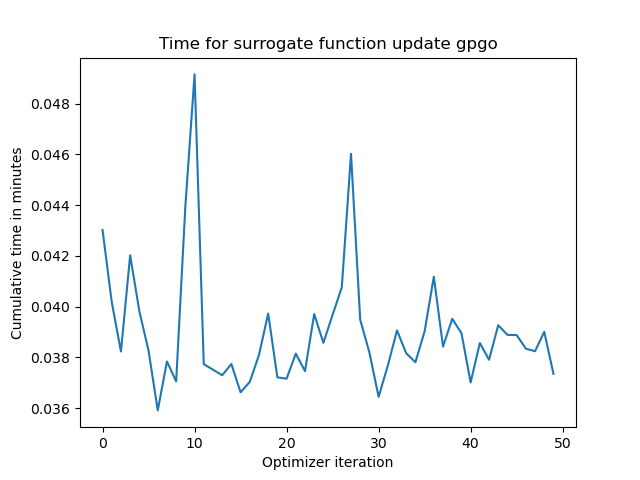 Time for surrogate function update gpgo
Cumulative time in minutes
0.048
0.046
0.044
0.042
0.040
0.038
0.036
0 10 20 30 40 50
Optimizer iteration